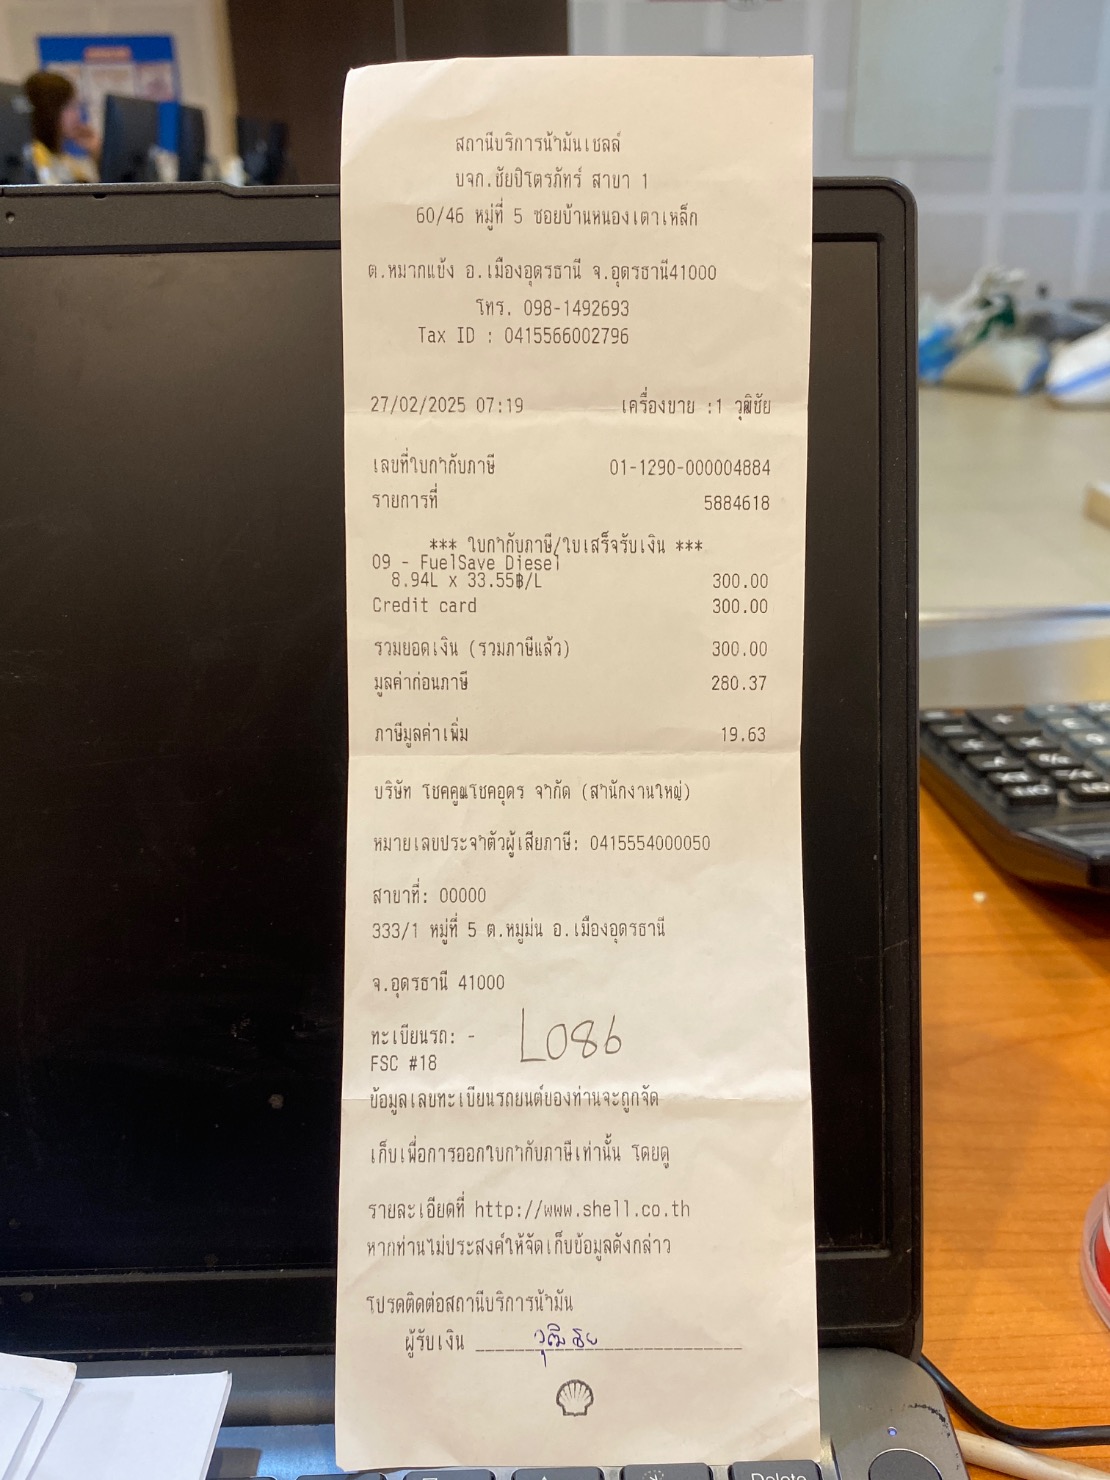 สถานีบริการน้ำมันเชลล์
บจก.ชัยปิโตรภัทร์ สาขา 1
60/46 หมู่ที่ 5 ซอยบ้านหนองเตาเหล็ก
ต.หมากแข้ง อ.เมืองอุดรธานี จ.อุดรธานี41000
โทร. 098-1492693
Tax ID : 0415566002796
27/02/2025 07:19 เครื่องขาย :1 วุฒิชัย
เลขที่ใบกำกับภาษี 01-1290-000004884
รายการที่ 5884618
*** ใบกำกับภาษี/ใบเสร็จรับเงิน ***
09 - FuelSave Diesel
8.94L x 33.55฿/L 300.00
Credit card 300.00
รวมยอดเงิน (รวมภาษีแล้ว) 300.00
มูลค่าก่อนภาษี 280.37
ภาษีมูลค่าเพิ่ม 19.63
บริษัท โชคคูณโชคอุดร จำกัด (สำนักงานใหญ่)
หมายเลขประจำตัวผู้เสียภาษี: 0415554000050
สาขาที่: 00000
333/1 หมู่ที่ 5 ต.หมูม่น อ.เมืองอุดรธานี
จ.อุดรธานี 41000
ทะเบียนรถ: - L086
FSC #18
ข้อมูลเลขทะเบียนรถยนต์ของท่านจะถูกจัด
เก็บเพื่อการออกใบกำกับภาษีเท่านั้น โดยดู
รายละเอียดที่ http://www.shell.co.th
หากท่านไม่ประสงค์ให้จัดเก็บข้อมูลดังกล่าว
โปรดติดต่อสถานีบริการน้ำมัน
ผู้รับเงิน วุฒิชัย
Delete